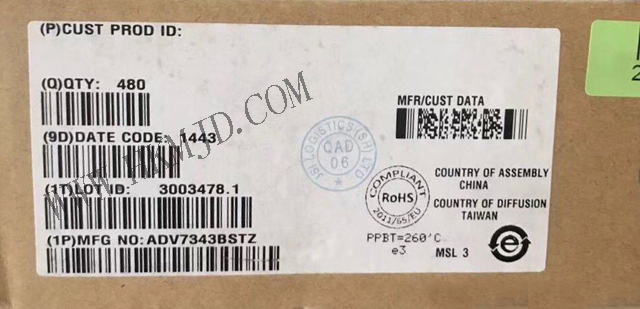 (P)CUST PROD ID:
(Q)QTY: 480
MFR/CUST DATA
(9D)DATE CODE: 1443
JSI LOGISTICS(SH) LTD
QAD
06
COUNTRY OF ASSEMBLY
CHINA
COUNTRY OF DIFFUSION
TAIWAN
COMPLIANT
RoHS
2011/65/EU
(1T)LOT ID: 3003478.1
(1P)MFG NO: ADV7343BSTZ
PPBT=260°C
e3
MSL 3
e
WWW.HKMJD.COM
2